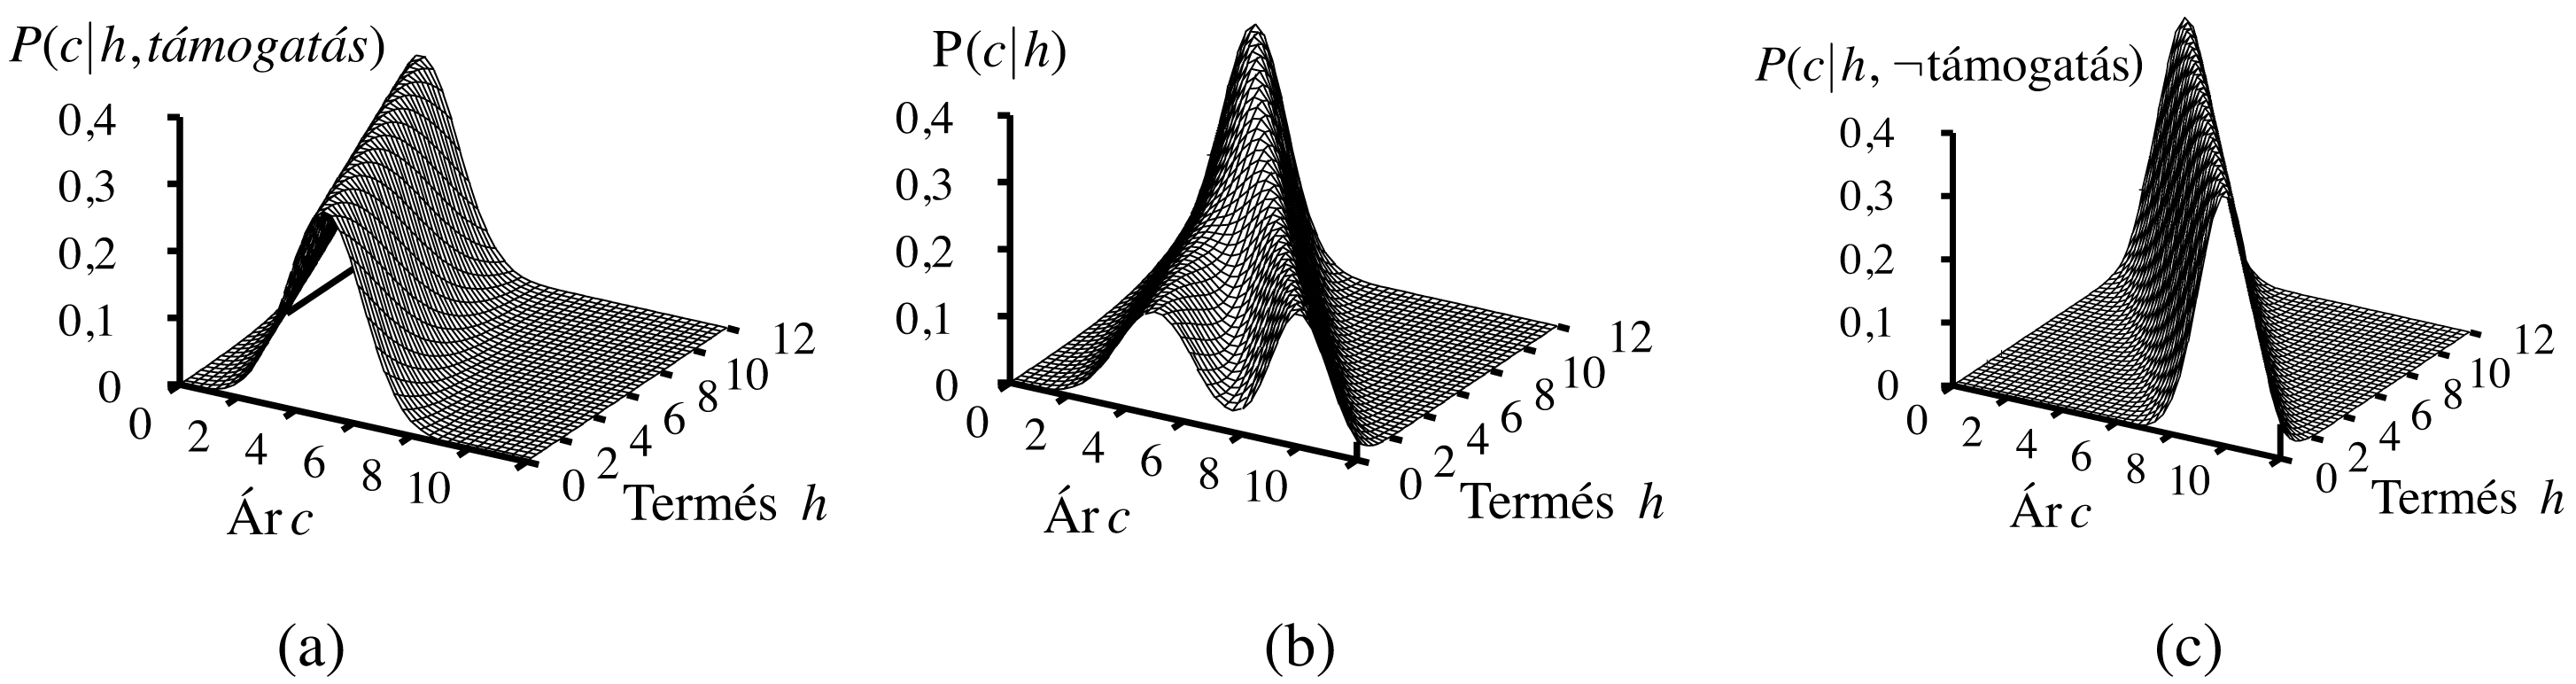 P(c|h, támogatás)
0,4
0,3
0,2
0,1
0
0 2 4 6 8 10
0 2 4 6 8 10 12
Ár c
Termés h
(a)
P(c|h)
0,4
0,3
0,2
0,1
0
0 2 4 6 8 10
0 2 4 6 8 10 12
Ár c
Termés h
(b)
P(c|h, ¬támogatás)
0,4
0,3
0,2
0,1
0
0 2 4 6 8 10
0 2 4 6 8 10 12
Ár c
Termés h
(c)